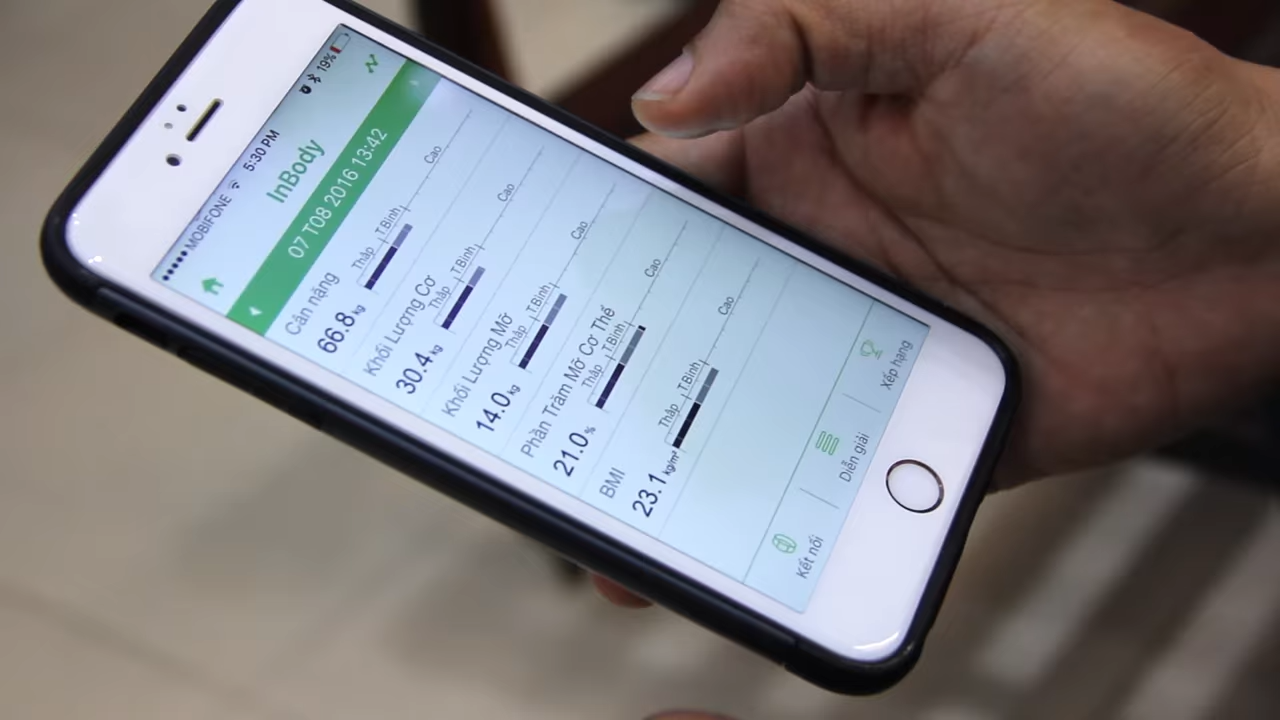 ●●●●● MOBIFONE 5:30 PM 19%
InBody
07 T08 2016 13:42
Cân nặng
66.8 kg
Thấp T.Bình Cao
Khối Lượng Cơ
30.4 kg
Thấp T.Bình Cao
Khối Lượng Mỡ
14.0 kg
Thấp T.Bình Cao
Phần Trăm Mỡ Cơ Thể
21.0 %
Thấp T.Bình Cao
BMI
23.1 kg/m²
Thấp T.Bình Cao
Kết nối Diễn giải Xếp hạng